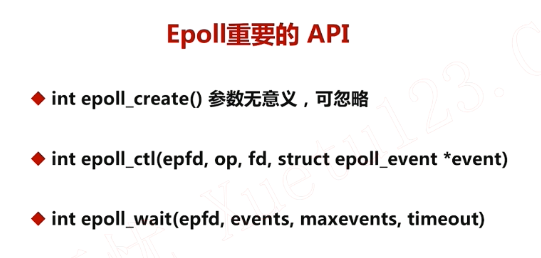 Epoll重要的 API
int epoll_create() 参数无意义，可忽略
int epoll_ctl(epfd, op, fd, struct epoll_event *event)
int epoll_wait(epfd, events, maxevents, timeout)